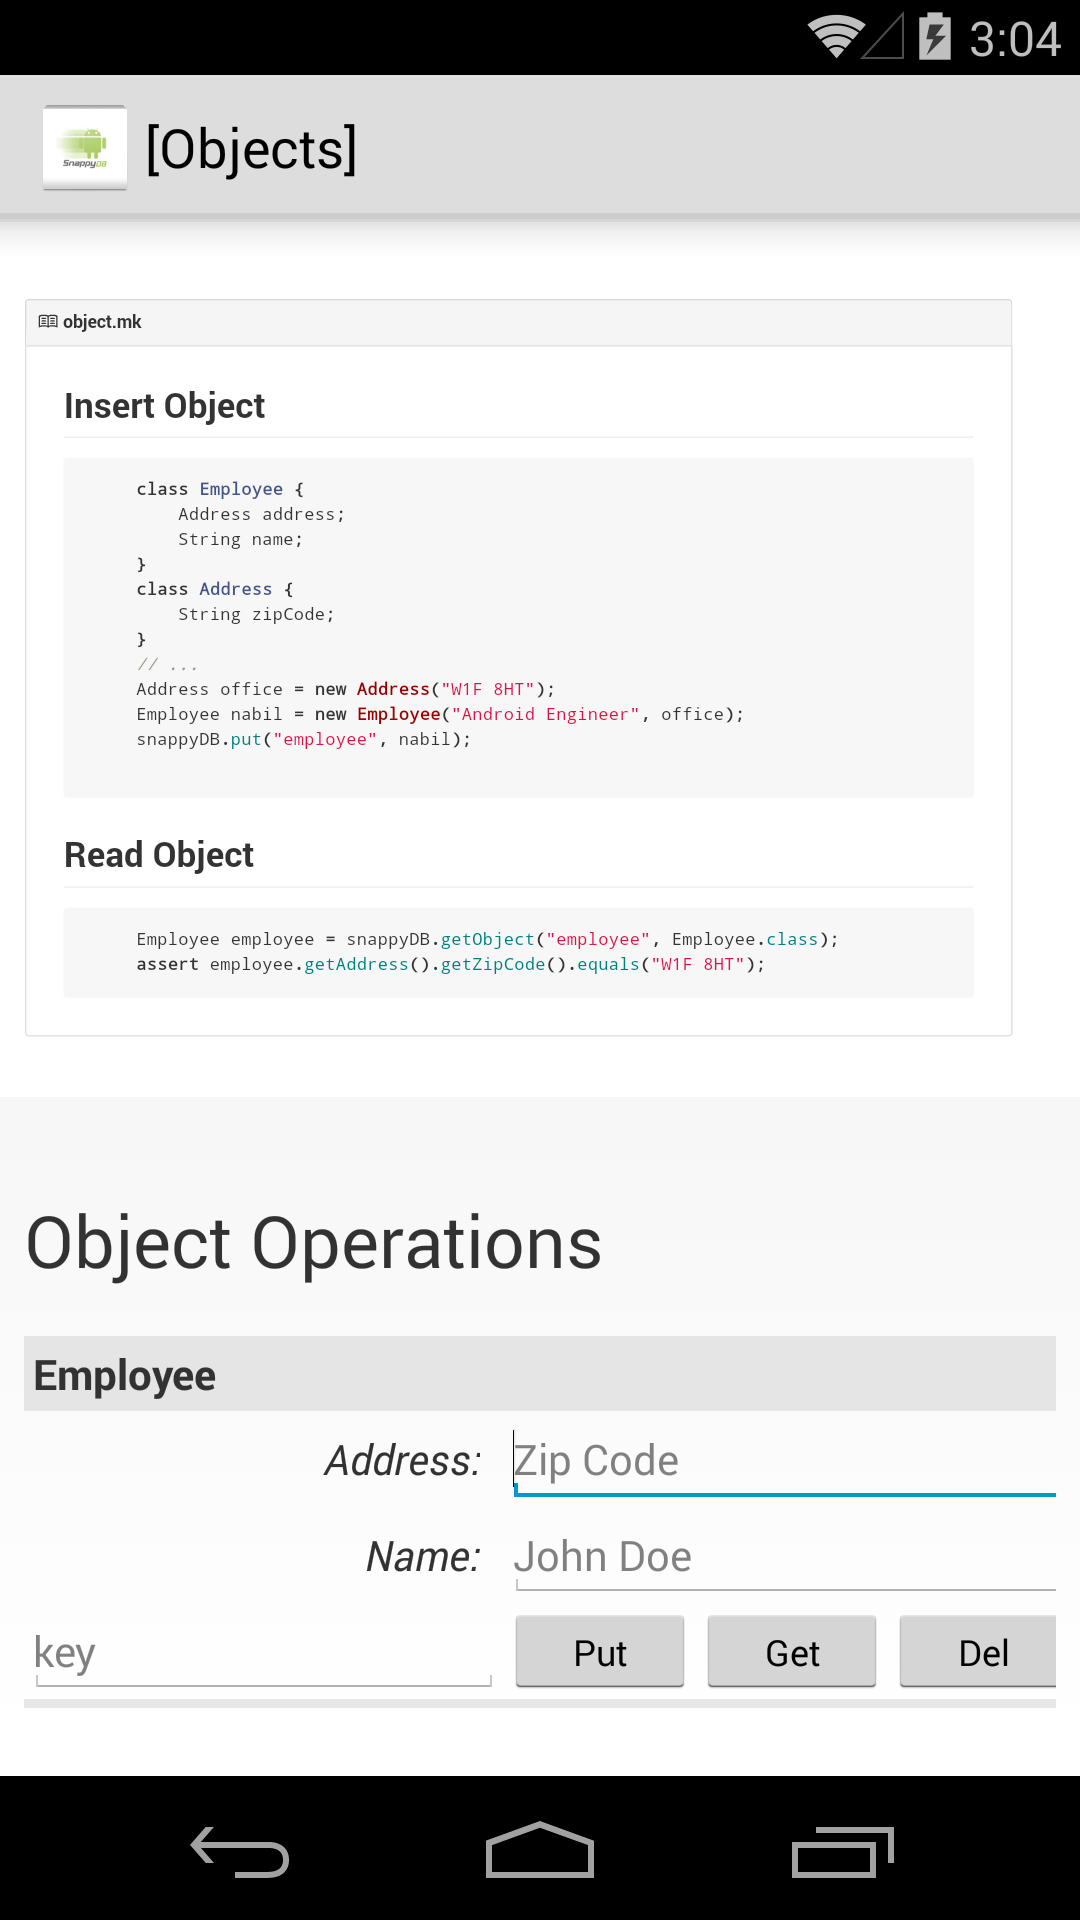 3:04
SnappyDB
[Objects]
object.mk
Insert Object
class Employee {
    Address address;
    String name;
}
class Address {
    String zipCode;
}
// ...
Address office = new Address("W1F 8HT");
Employee nabil = new Employee("Android Engineer", office);
snappyDB.put("employee", nabil);
Read Object
Employee employee = snappyDB.getObject("employee", Employee.class);
assert employee.getAddress().getZipCode().equals("W1F 8HT");
Object Operations
Employee
Address: Zip Code
Name: John Doe
key Put Get Del